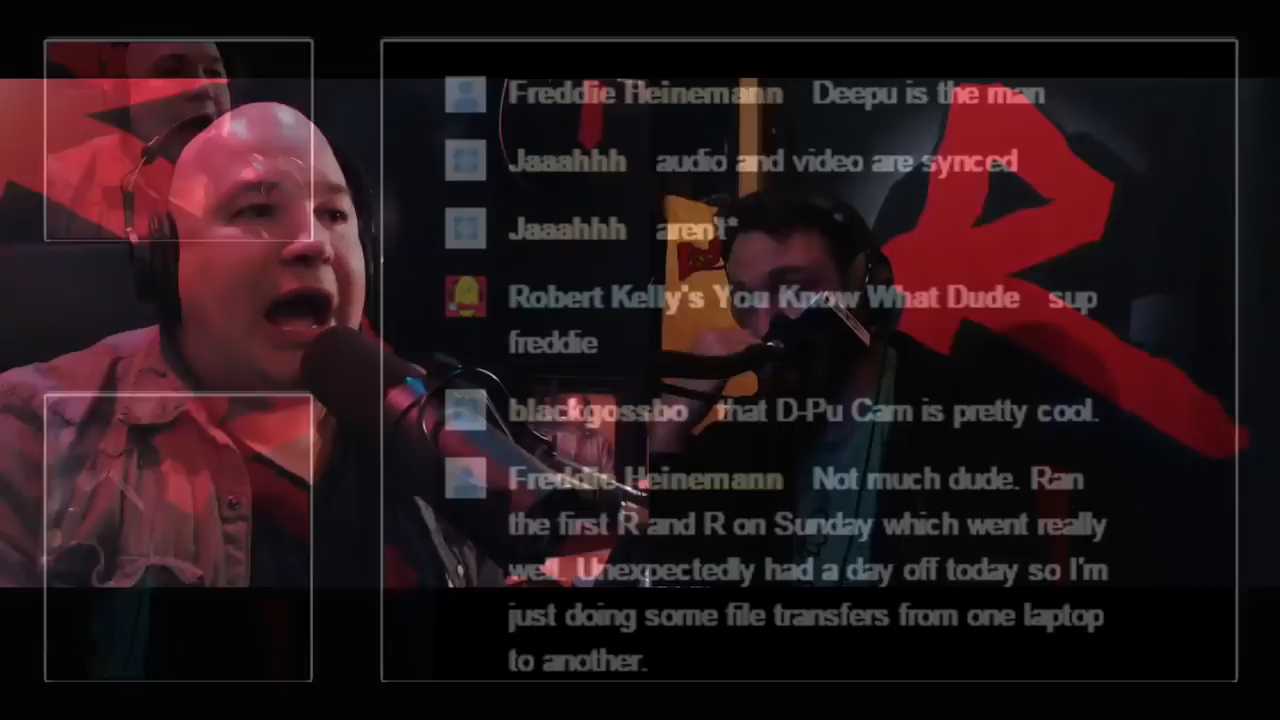 Freddie Heinemann Deepu is the man
Jaaahhh audio and video are synced
Jaaahhh aren't*
Robert Kelly's You Know What Dude sup
freddie
blackgossbo that D-Pu Cam is pretty cool.
Freddie Heinemann Not much dude. Ran
the first R and R on Sunday which went really
well. Unexpectedly had a day off today so I'm
just doing some file transfers from one laptop
to another.